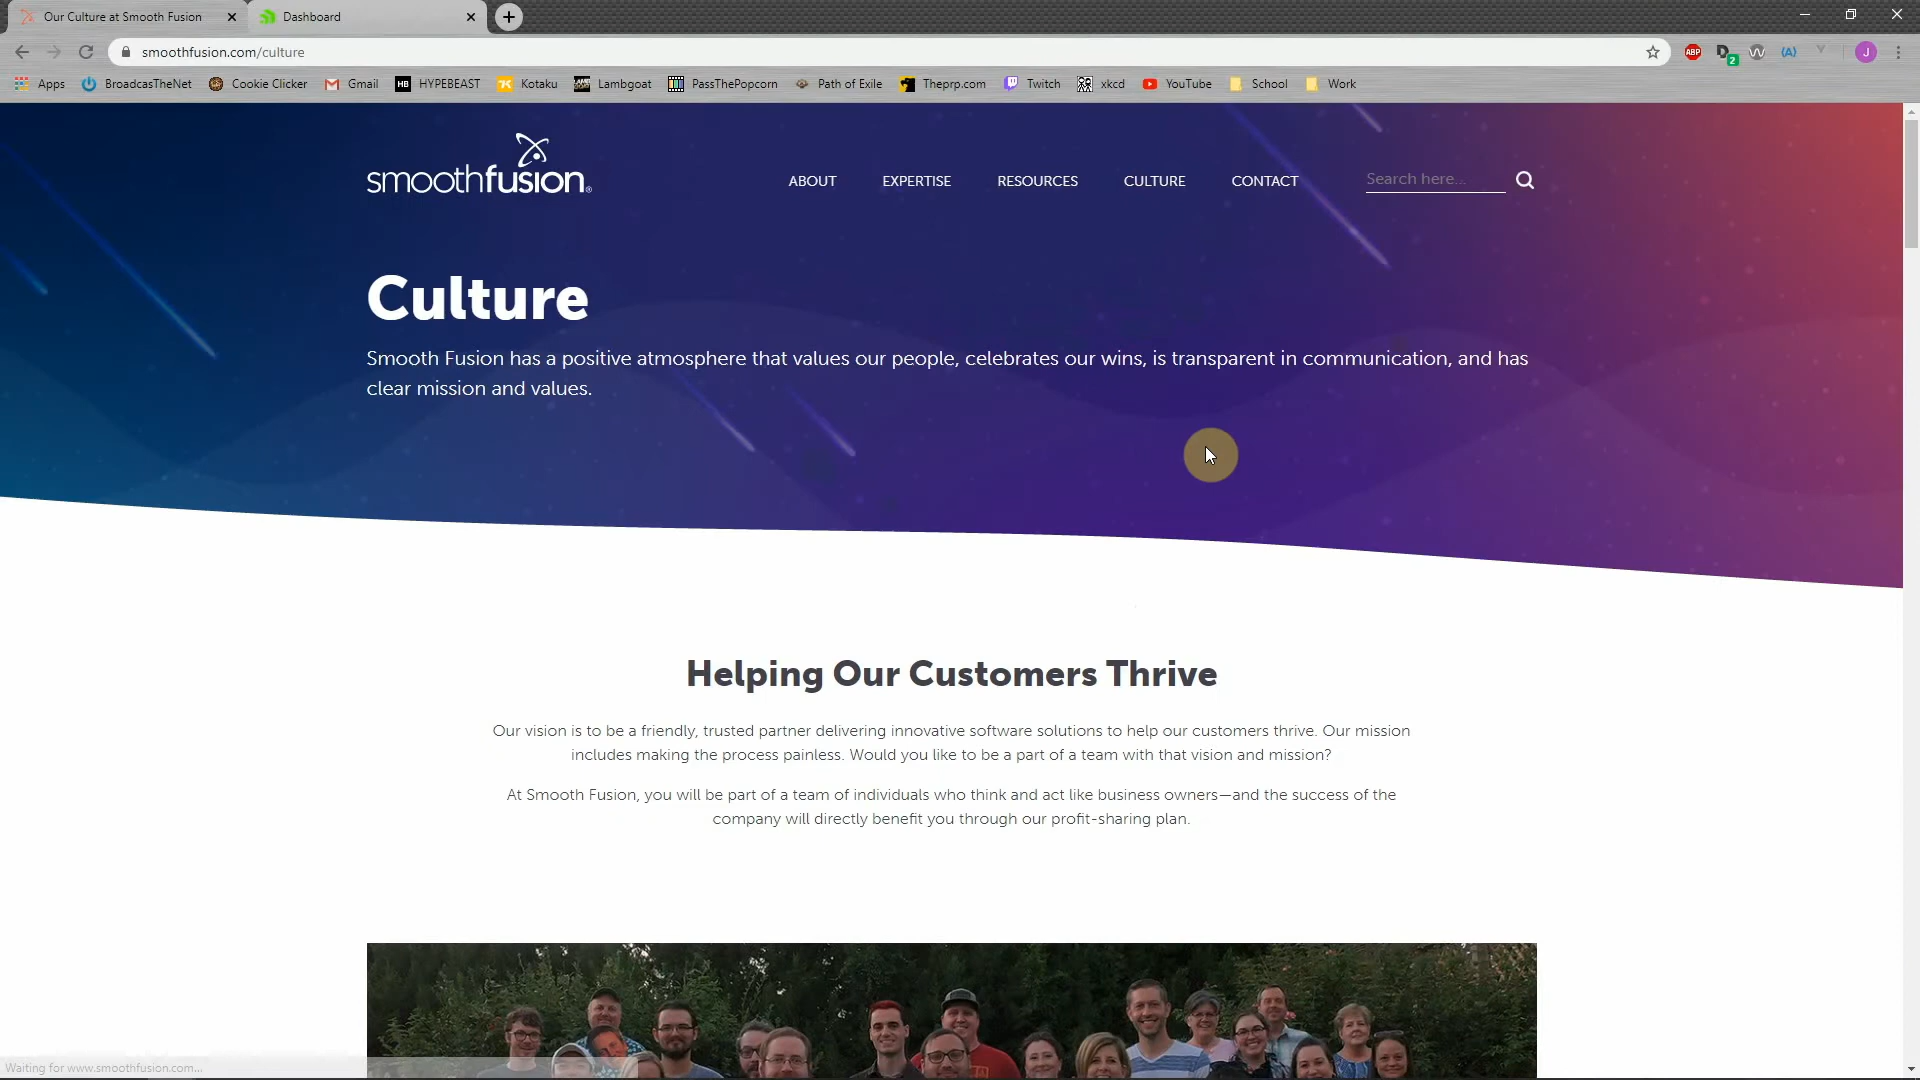 Our Culture at Smooth Fusion
Dashboard
smoothfusion.com/culture
ABP
2
(A)
J
Apps
BroadcasTheNet
Cookie Clicker
Gmail
HB HYPEBEAST
Kotaku
Lambgoat
PassThePopcorn
Path of Exile
Theprp.com
Twitch
xkcd
YouTube
School
Work
smoothfusion®
ABOUT
EXPERTISE
RESOURCES
CULTURE
CONTACT
Search here...
Culture
Smooth Fusion has a positive atmosphere that values our people, celebrates our wins, is transparent in communication, and has
clear mission and values.
Helping Our Customers Thrive
Our vision is to be a friendly, trusted partner delivering innovative software solutions to help our customers thrive. Our mission
includes making the process painless. Would you like to be a part of a team with that vision and mission?
At Smooth Fusion, you will be part of a team of individuals who think and act like business owners—and the success of the
company will directly benefit you through our profit-sharing plan.
Waiting for www.smoothfusion.com...